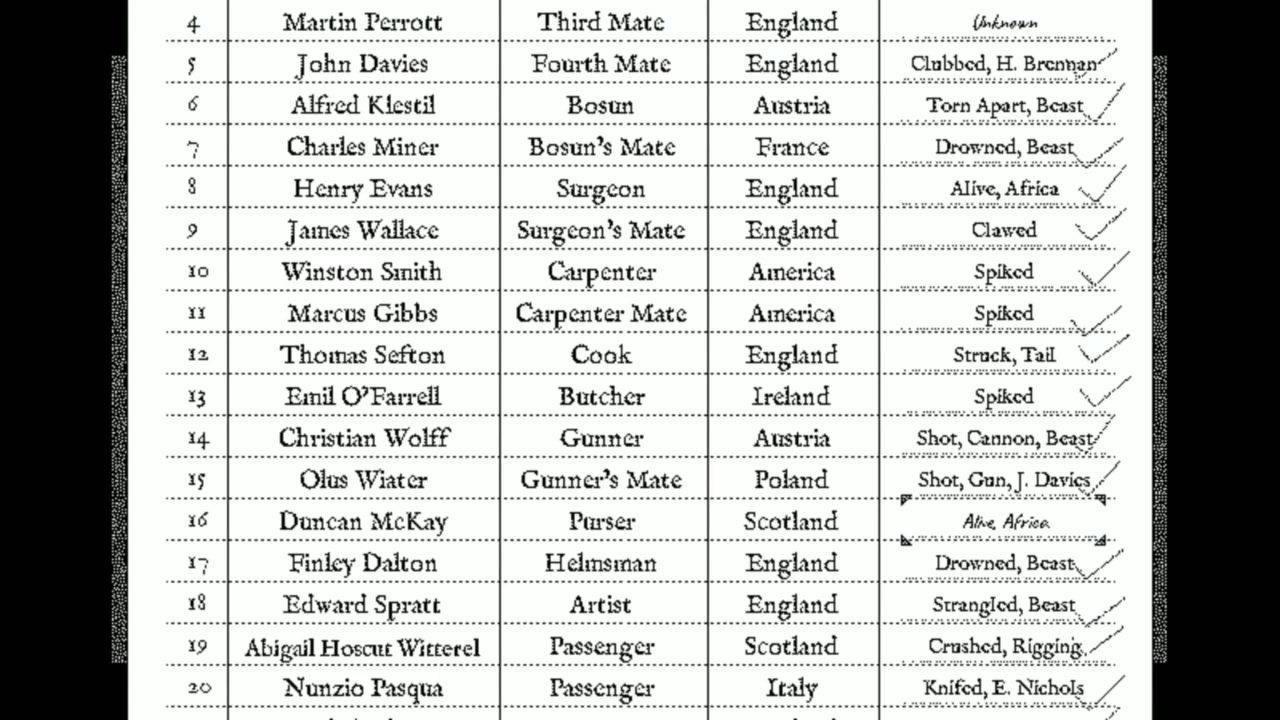 4 Martin Perrott Third Mate England Unknown
5 John Davies Fourth Mate England Clubbed, H. Brennan
6 Alfred Klestil Bosun Austria Torn Apart, Beast
7 Charles Miner Bosun's Mate France Drowned, Beast
8 Henry Evans Surgeon England Alive, Africa
9 James Wallace Surgeon's Mate England Clawed
10 Winston Smith Carpenter America Spiked
11 Marcus Gibbs Carpenter Mate America Spiked
12 Thomas Sefton Cook England Struck, Tail
13 Emil O'Farrell Butcher Ireland Spiked
14 Christian Wolff Gunner Austria Shot, Cannon, Beast
15 Olus Wiater Gunner's Mate Poland Shot, Gun, J. Davies
16 Duncan McKay Purser Scotland Alive, Africa
17 Finley Dalton Helmsman England Drowned, Beast
18 Edward Spratt Artist England Strangled, Beast
19 Abigail Hoscut Witterel Passenger Scotland Crushed, Rigging
20 Nunzio Pasqua Passenger Italy Knifed, E. Nichols